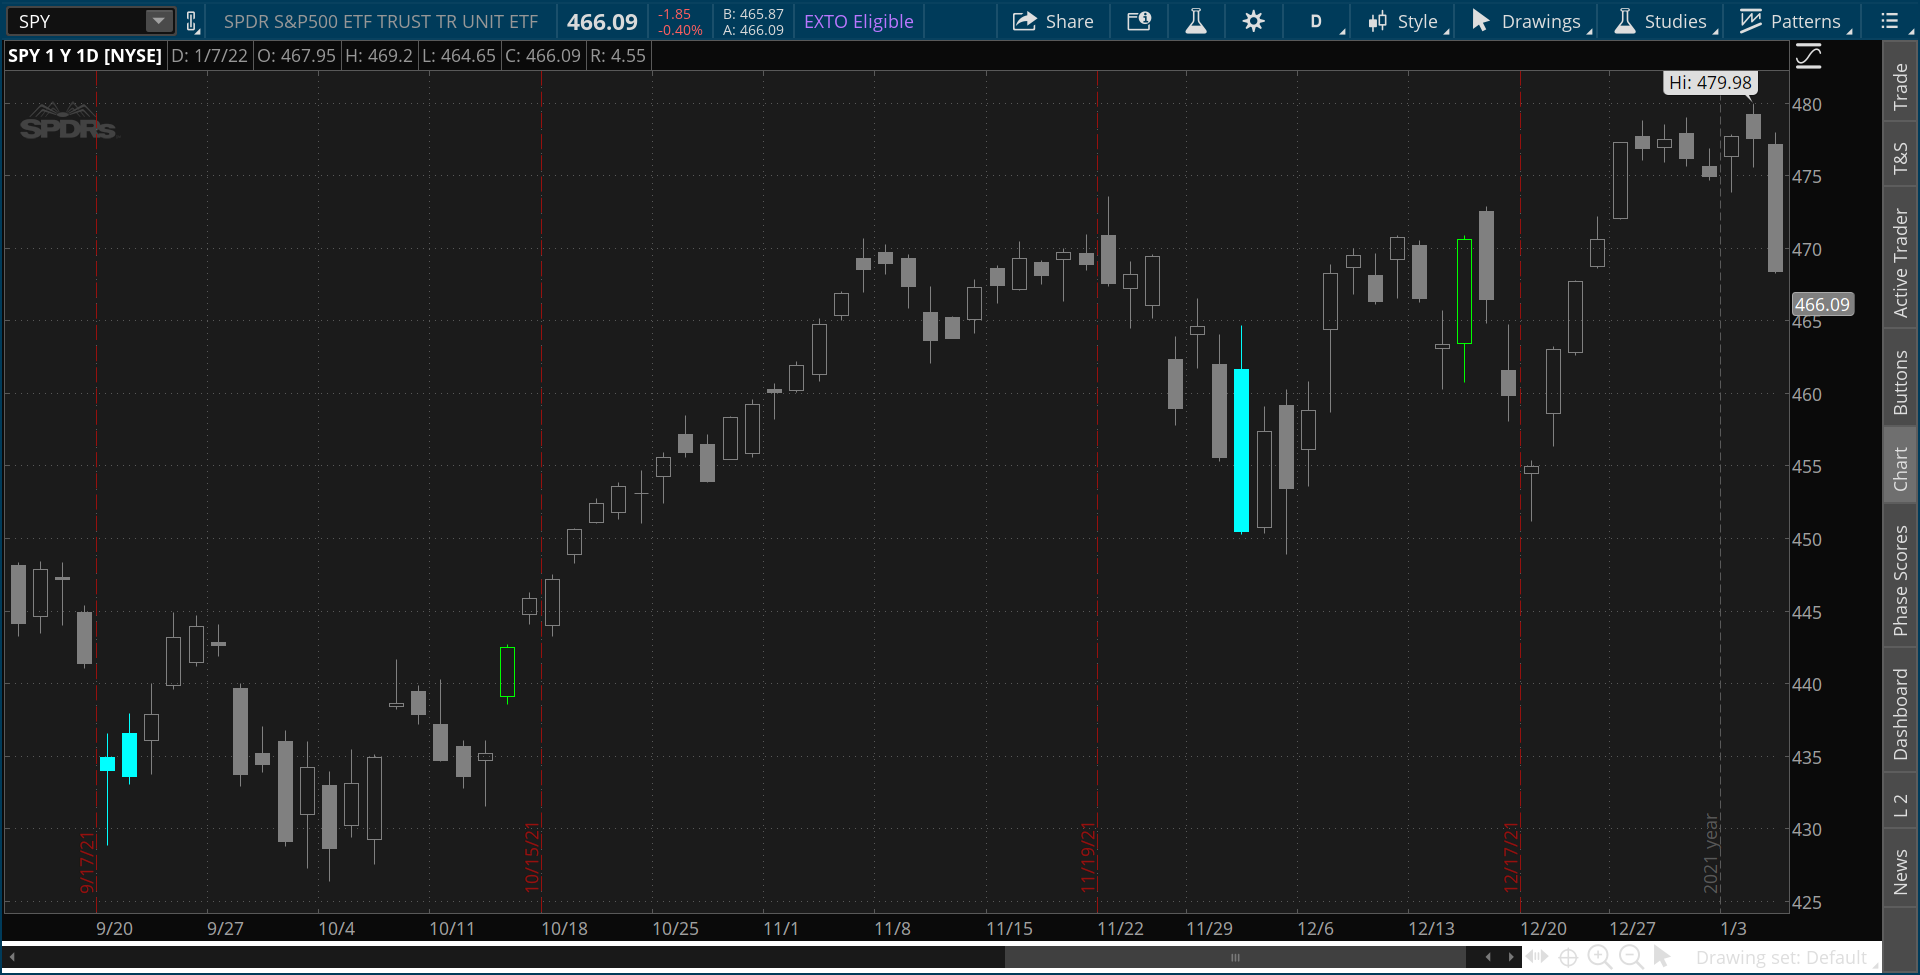 SPY
SPDR S&P500 ETF TRUST TR UNIT ETF
466.09
-1.85
-0.40%
B: 465.87
A: 466.09
EXTO Eligible
Share
D
Style
Drawings
Studies
Patterns
SPY 1 Y 1D [NYSE]
D: 1/7/22
O: 467.95
H: 469.2
L: 464.65
C: 466.09
R: 4.55
Hi: 479.98
SPDRs
480
475
470
466.09
465
460
455
450
445
440
435
430
425
9/17/21
10/15/21
11/19/21
12/17/21
2021 year
9/20
9/27
10/4
10/11
10/18
10/25
11/1
11/8
11/15
11/22
11/29
12/6
12/13
12/20
12/27
1/3
Drawing set: Default
Trade
T&S
Active Trader
Buttons
Chart
Phase Scores
Dashboard
L 2
News